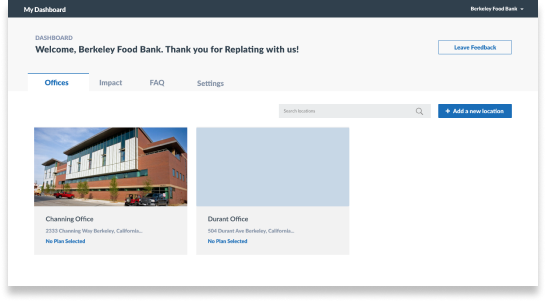 My Dashboard
Berkeley Food Bank
DASHBOARD
Welcome, Berkeley Food Bank. Thank you for Replating with us!
Leave Feedback
Offices
Impact
FAQ
Settings
Search locations
+ Add a new location
Channing Office
2333 Channing Way Berkeley, California...
No Plan Selected
Durant Office
504 Durant Ave Berkeley, California...
No Plan Selected